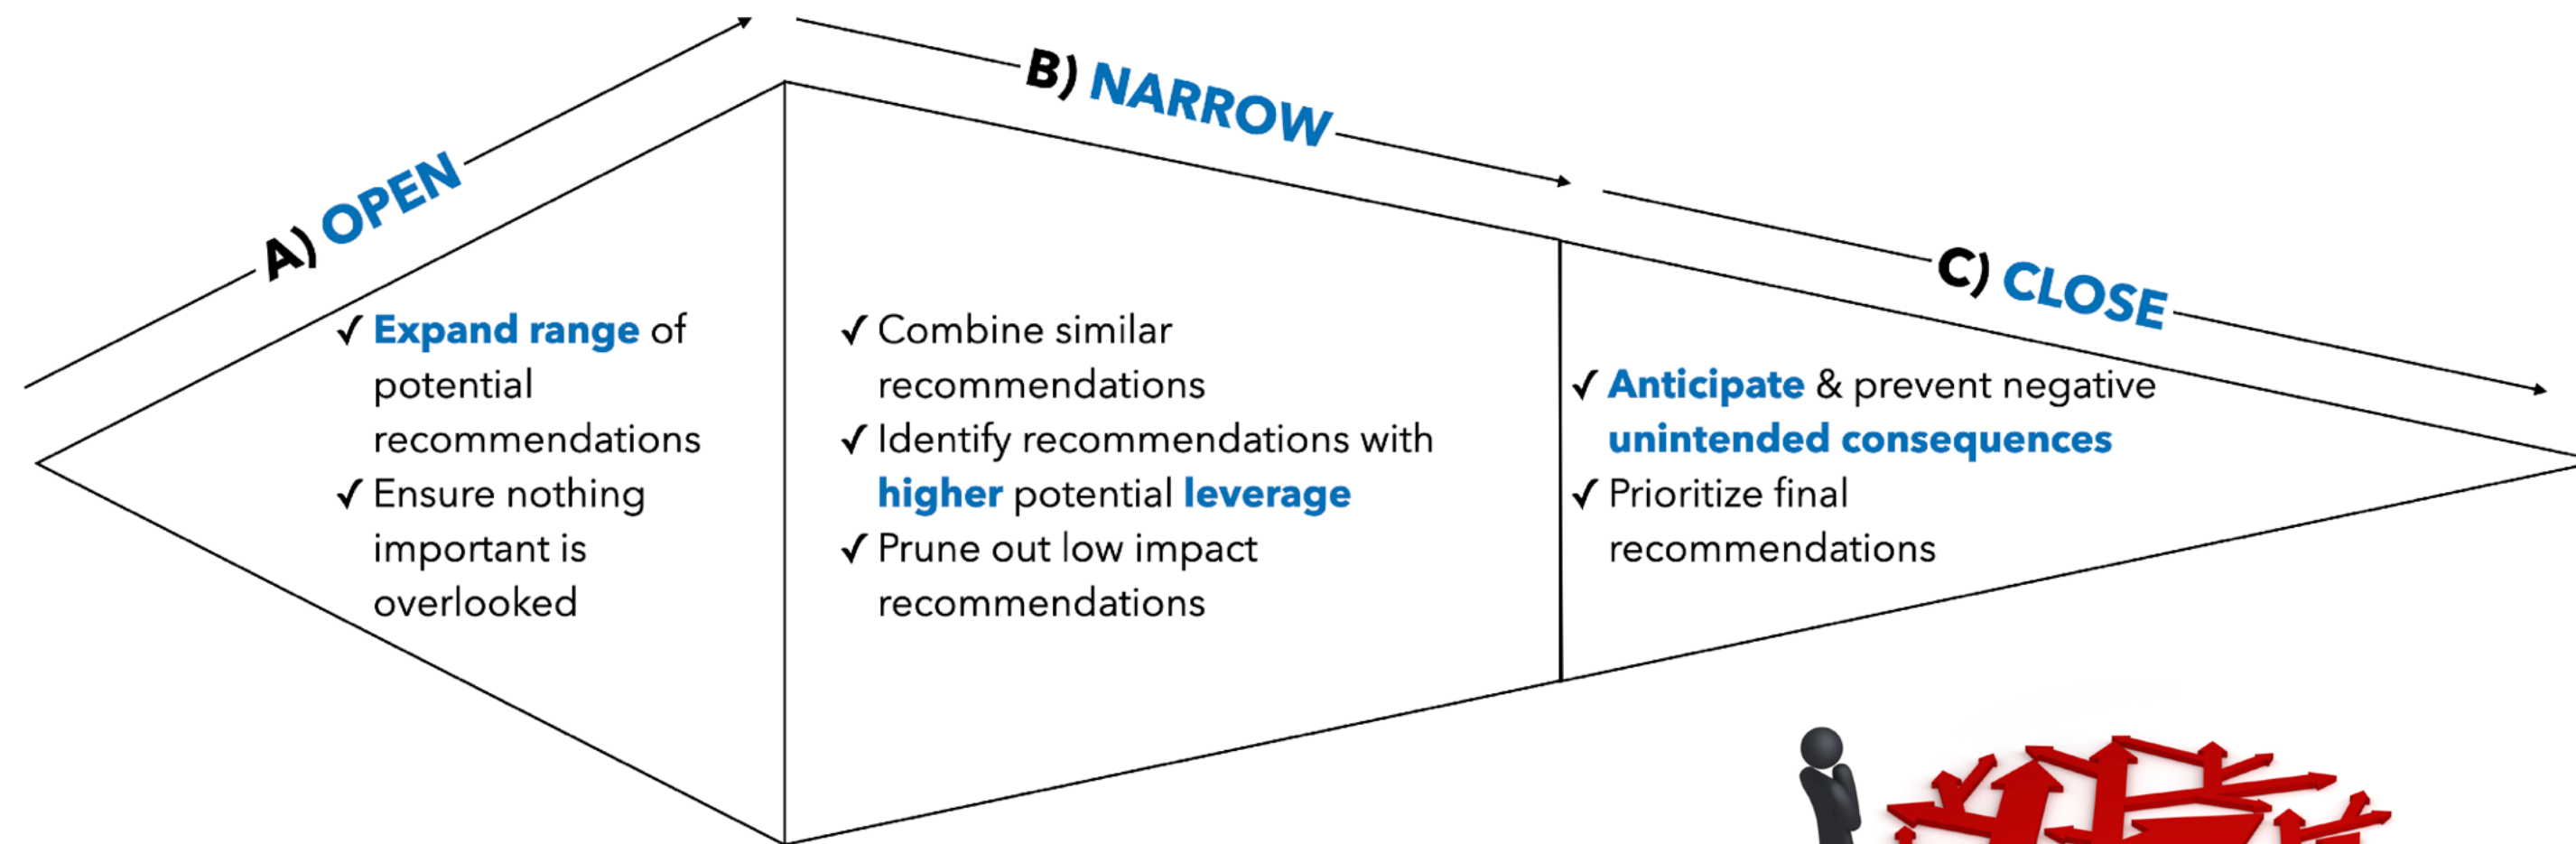 A) OPEN
B) NARROW
C) CLOSE
✓ Expand range of
potential
recommendations
✓ Ensure nothing
important is
overlooked
✓ Combine similar
recommendations
✓ Identify recommendations with
higher potential leverage
✓ Prune out low impact
recommendations
✓ Anticipate & prevent negative
unintended consequences
✓ Prioritize final
recommendations